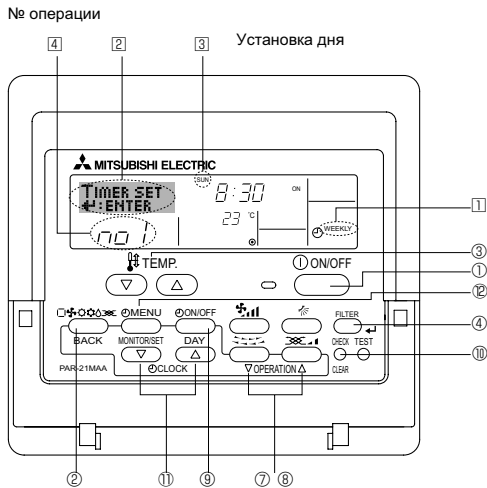 № операции
4 2 3 Установка дня
MITSUBISHI ELECTRIC
SUN
TIMER SET
↵:ENTER
8:30 ON
no 1
23 °C
WEEKLY
1
TEMP.
ON/OFF
③
①
⑫
MENU ON/OFF FILTER
④
BACK MONITOR/SET DAY CHECK TEST
⑩
PAR-21MAA CLOCK OPERATION CLEAR
② ⑪ ⑨ ⑦ ⑧